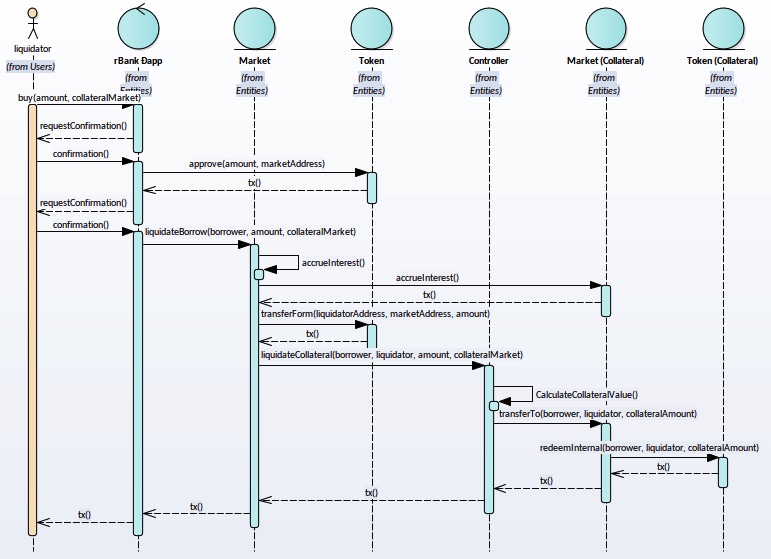 liquidator
(from Users)
rBank Đapp
(from
Entities)
Market
(from
Entities)
Token
(from
Entities)
Controller
(from
Entities)
Market (Collateral)
(from
Entities)
Token (Collateral)
(from
Entities)
buy(amount, collateralMarket)
requestConfirmation()
confirmation()
approve(amount, marketAddress)
tx()
requestConfirmation()
confirmation()
liquidateBorrow(borrower, amount, collateralMarket)
accrueInterest()
accrueInterest()
tx()
transferForm(liquidatorAddress, marketAddress, amount)
tx()
liquidateCollateral(borrower, liquidator, amount, collateralMarket)
CalculateCollateralValue()
transferTo(borrower, liquidator, collateralAmount)
redeemInternal(borrower, liquidator, collateralAmount)
tx()
tx()
tx()
tx()
tx()